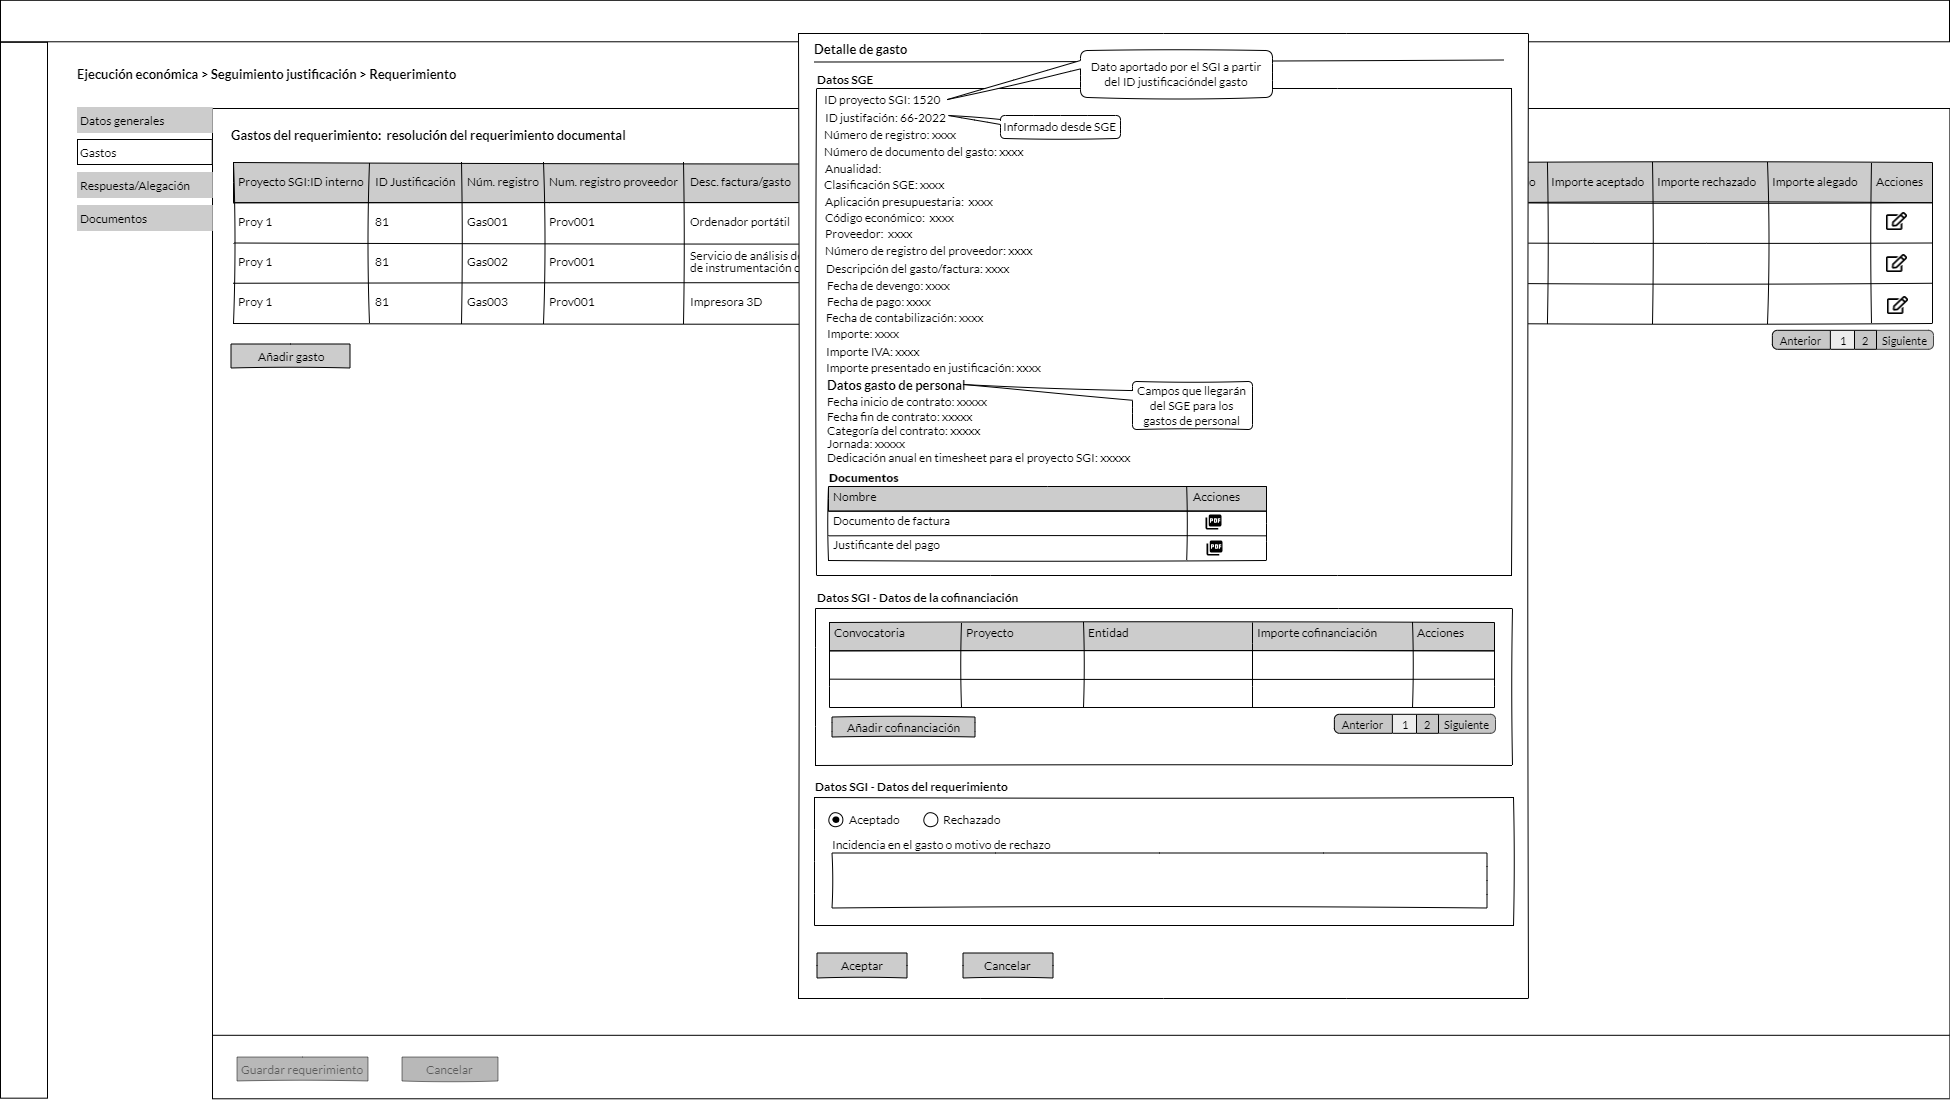 Ejecución económica > Seguimiento justificación > Requerimiento
Datos generales
Gastos
Respuesta/Alegación
Documentos
Gastos del requerimiento: resolución del requerimiento documental
Proyecto SGI:ID interno ID Justificación Núm. registro Num. registro proveedor Desc. factura/gasto
Proy 1 81 Gas001 Prov001 Ordenador portátil
Proy 1 81 Gas002 Prov001 Servicio de análisis d
de instrumentación
Proy 1 81 Gas003 Prov001 Impresora 3D
Añadir gasto
o Importe aceptado Importe rechazado Importe alegado Acciones
Anterior 1 2 Siguiente
Detalle de gasto
Dato aportado por el SGI a partir
del ID justificacióndel gasto
Datos SGE
ID proyecto SGI: 1520
ID justifación: 66-2022
Informado desde SGE
Número de registro: xxxx
Número de documento del gasto: xxxx
Anualidad:
Clasificación SGE: xxxx
Aplicación presupuestaria: xxxx
Código económico: xxxx
Proveedor: xxxx
Número de registro del proveedor: xxxx
Descripción del gasto/factura: xxxx
Fecha de devengo: xxxx
Fecha de pago: xxxx
Fecha de contabilización: xxxx
Importe: xxxx
Importe IVA: xxxx
Importe presentado en justificación: xxxx
Datos gasto de personal
Campos que llegarán
del SGE para los
gastos de personal
Fecha inicio de contrato: xxxxx
Fecha fin de contrato: xxxxx
Categoría del contrato: xxxxx
Jornada: xxxxx
Dedicación anual en timesheet para el proyecto SGI: xxxxx
Documentos
Nombre Acciones
Documento de factura PDF
Justificante del pago PDF
Datos SGI - Datos de la cofinanciación
Convocatoria Proyecto Entidad Importe cofinanciación Acciones
Añadir cofinanciación
Anterior 1 2 Siguiente
Datos SGI - Datos del requerimiento
Aceptado Rechazado
Incidencia en el gasto o motivo de rechazo
Aceptar Cancelar
Guardar requerimiento Cancelar